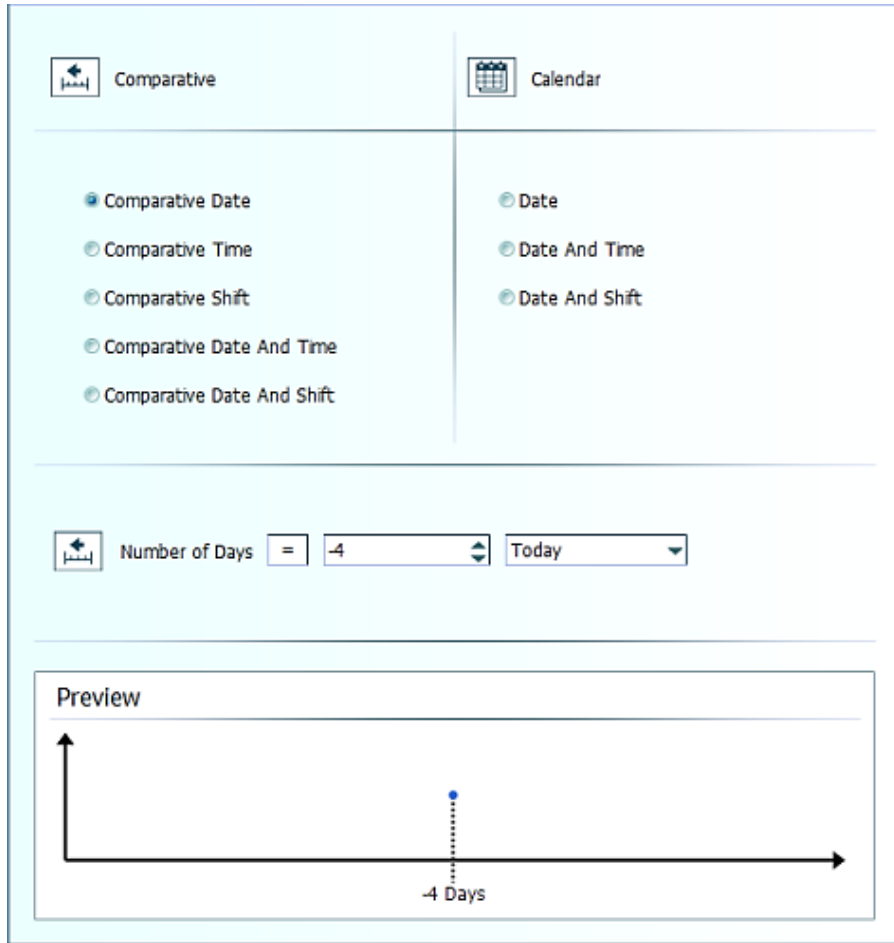 Comparative
Calendar
Comparative Date
Comparative Time
Comparative Shift
Comparative Date And Time
Comparative Date And Shift
Date
Date And Time
Date And Shift
Number of Days = -4 Today
Preview
-4 Days